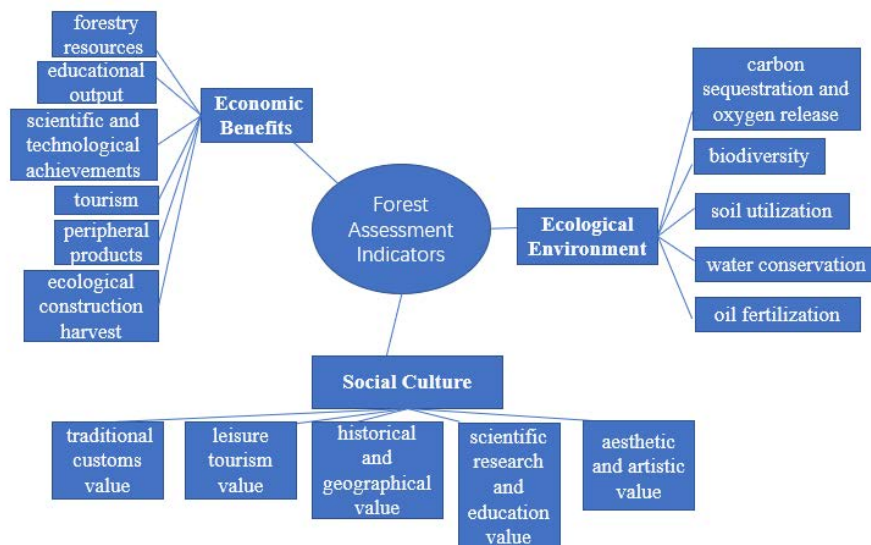 forestry
resources
educational
output
scientific and
technological
achievements
tourism
peripheral
products
ecological
construction
harvest
Economic
Benefits
Forest
Assessment
Indicators
Ecological
Environment
carbon
sequestration and
oxygen release
biodiversity
soil utilization
water conservation
oil fertilization
Social Culture
traditional
customs
value
leisure
tourism
value
historical
and
geographical
value
scientific
research
and
education
value
aesthetic
and artistic
value